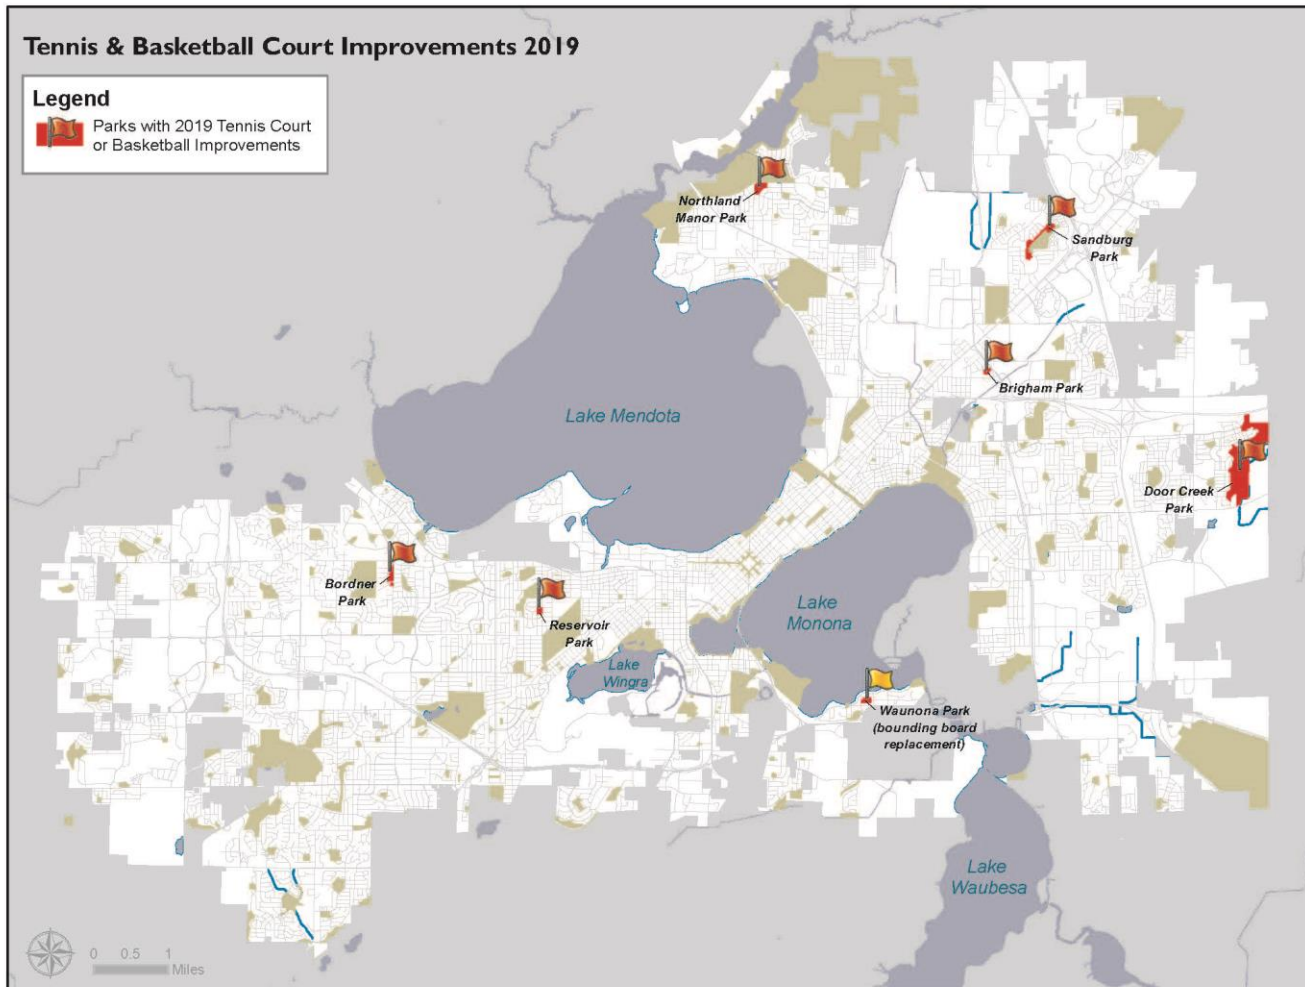 Tennis & Basketball Court Improvements 2019
Legend
Parks with 2019 Tennis Court
or Basketball Improvements
Northland
Manor Park
Sandburg
Park
Brigham Park
Lake Mendota
Door Creek
Park
Bordner
Park
Reservoir
Park
Lake
Monona
Lake
Wingra
Waunona Park
(bounding board
replacement)
Lake
Waubesa
0 0.5 1
Miles